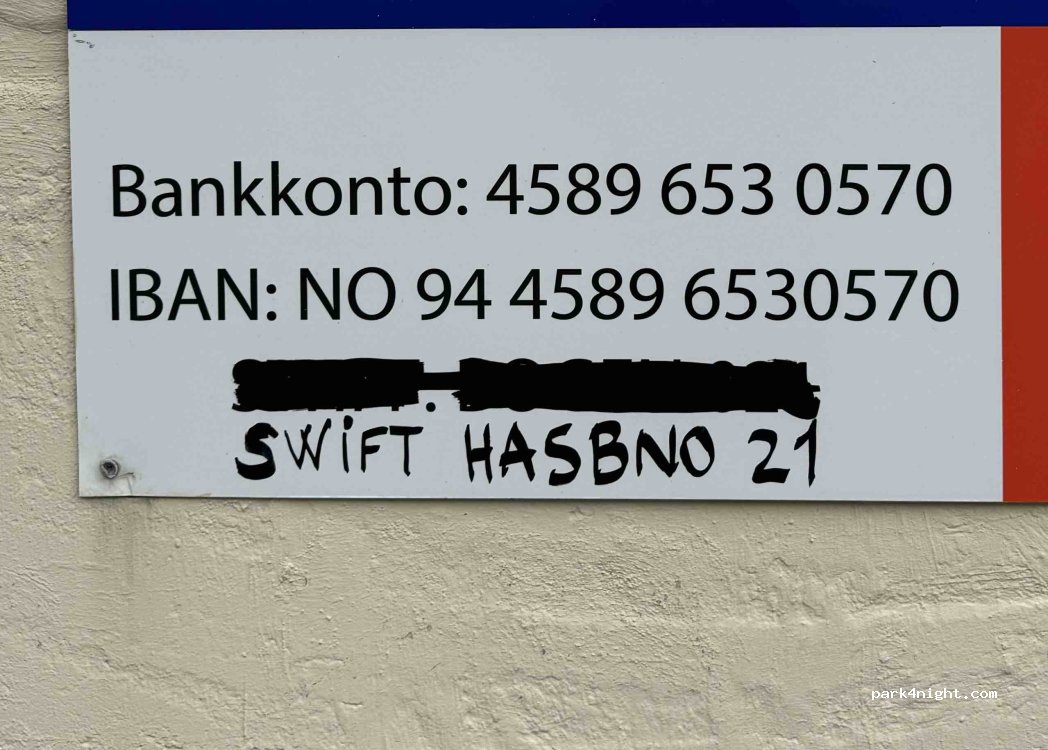 Bankkonto: 4589 653 0570
IBAN: NO 94 4589 6530570
SWiFT HASBNO 21
park4night.com